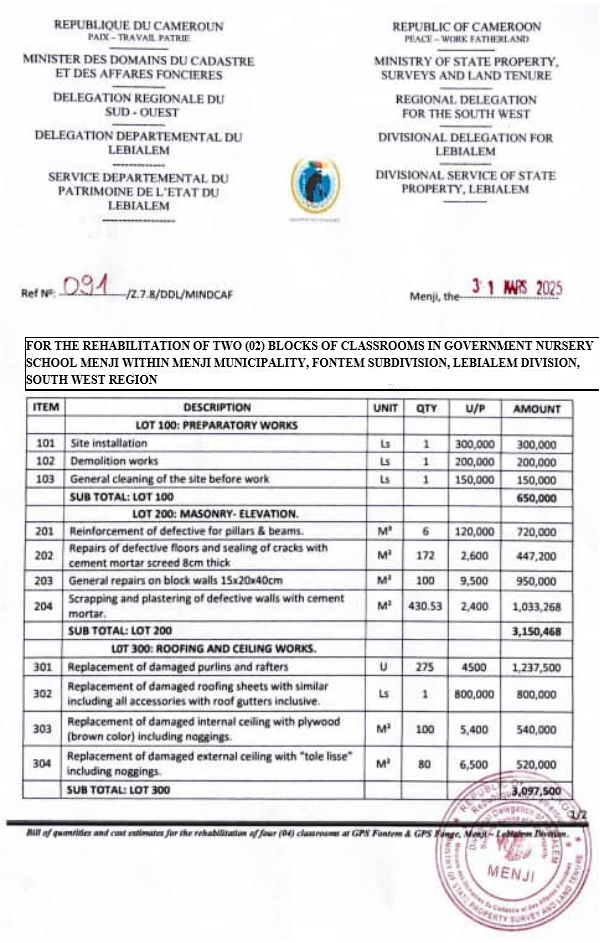 REPUBLIQUE DU CAMEROUN
PAIX – TRAVAIL PATRIE
MINISTER DES DOMAINS DU CADASTRE
ET DES AFFARES FONCIERES
DELEGATION REGIONALE DU
SUD - OUEST
DELEGATION DEPARTEMENTAL DU
LEBIALEM
SERVICE DEPARTEMENTAL DU
PATRIMOINE DE L'ETAT DU
LEBIALEM
REPUBLIC OF CAMEROON
PEACE – WORK FATHERLAND
MINISTRY OF STATE PROPERTY,
SURVEYS AND LAND TENURE
REGIONAL DELEGATION
FOR THE SOUTH WEST
DIVISIONAL DELEGATION FOR
LEBIALEM
DIVISIONAL SERVICE OF STATE
PROPERTY, LEBIALEM
Ref Nº: 091 /Z.7.8/DDL/MINDCAF
Menji, the 31 MARS 2025
FOR THE REHABILITATION OF TWO (02) BLOCKS OF CLASSROOMS IN GOVERNMENT NURSERY
SCHOOL MENJI WITHIN MENJI MUNICIPALITY, FONTEM SUBDIVISION, LEBIALEM DIVISION,
SOUTH WEST REGION
ITEM DESCRIPTION UNIT QTY U/P AMOUNT
LOT 100: PREPARATORY WORKS
101 Site installation Ls 1 300,000 300,000
102 Demolition works Ls 1 200,000 200,000
103 General cleaning of the site before work Ls 1 150,000 150,000
SUB TOTAL: LOT 100 650,000
LOT 200: MASONRY- ELEVATION.
201 Reinforcement of defective for pillars & beams. M³ 6 120,000 720,000
202 Repairs of defective floors and sealing of cracks with
cement mortar screed 8cm thick M² 172 2,600 447,200
203 General repairs on block walls 15x20x40cm M² 100 9,500 950,000
204 Scrapping and plastering of defective walls with cement
mortar. M² 430.53 2,400 1,033,268
SUB TOTAL: LOT 200 3,150,468
LOT 300: ROOFING AND CEILING WORKS.
301 Replacement of damaged purlins and rafters U 275 4500 1,237,500
302 Replacement of damaged roofing sheets with similar
including all accessories with roof gutters inclusive. Ls 1 800,000 800,000
303 Replacement of damaged internal ceiling with plywood
(brown color) including noggings. M² 100 5,400 540,000
304 Replacement of damaged external ceiling with "tole lisse"
including noggings. M² 80 6,500 520,000
SUB TOTAL: LOT 300 3,097,500
1/2
Bill of quantities and cost estimates for the rehabilitation of four (04) classrooms at GPS Fontem & GPS Fange, Menji – Lebialem Division.
MENJI